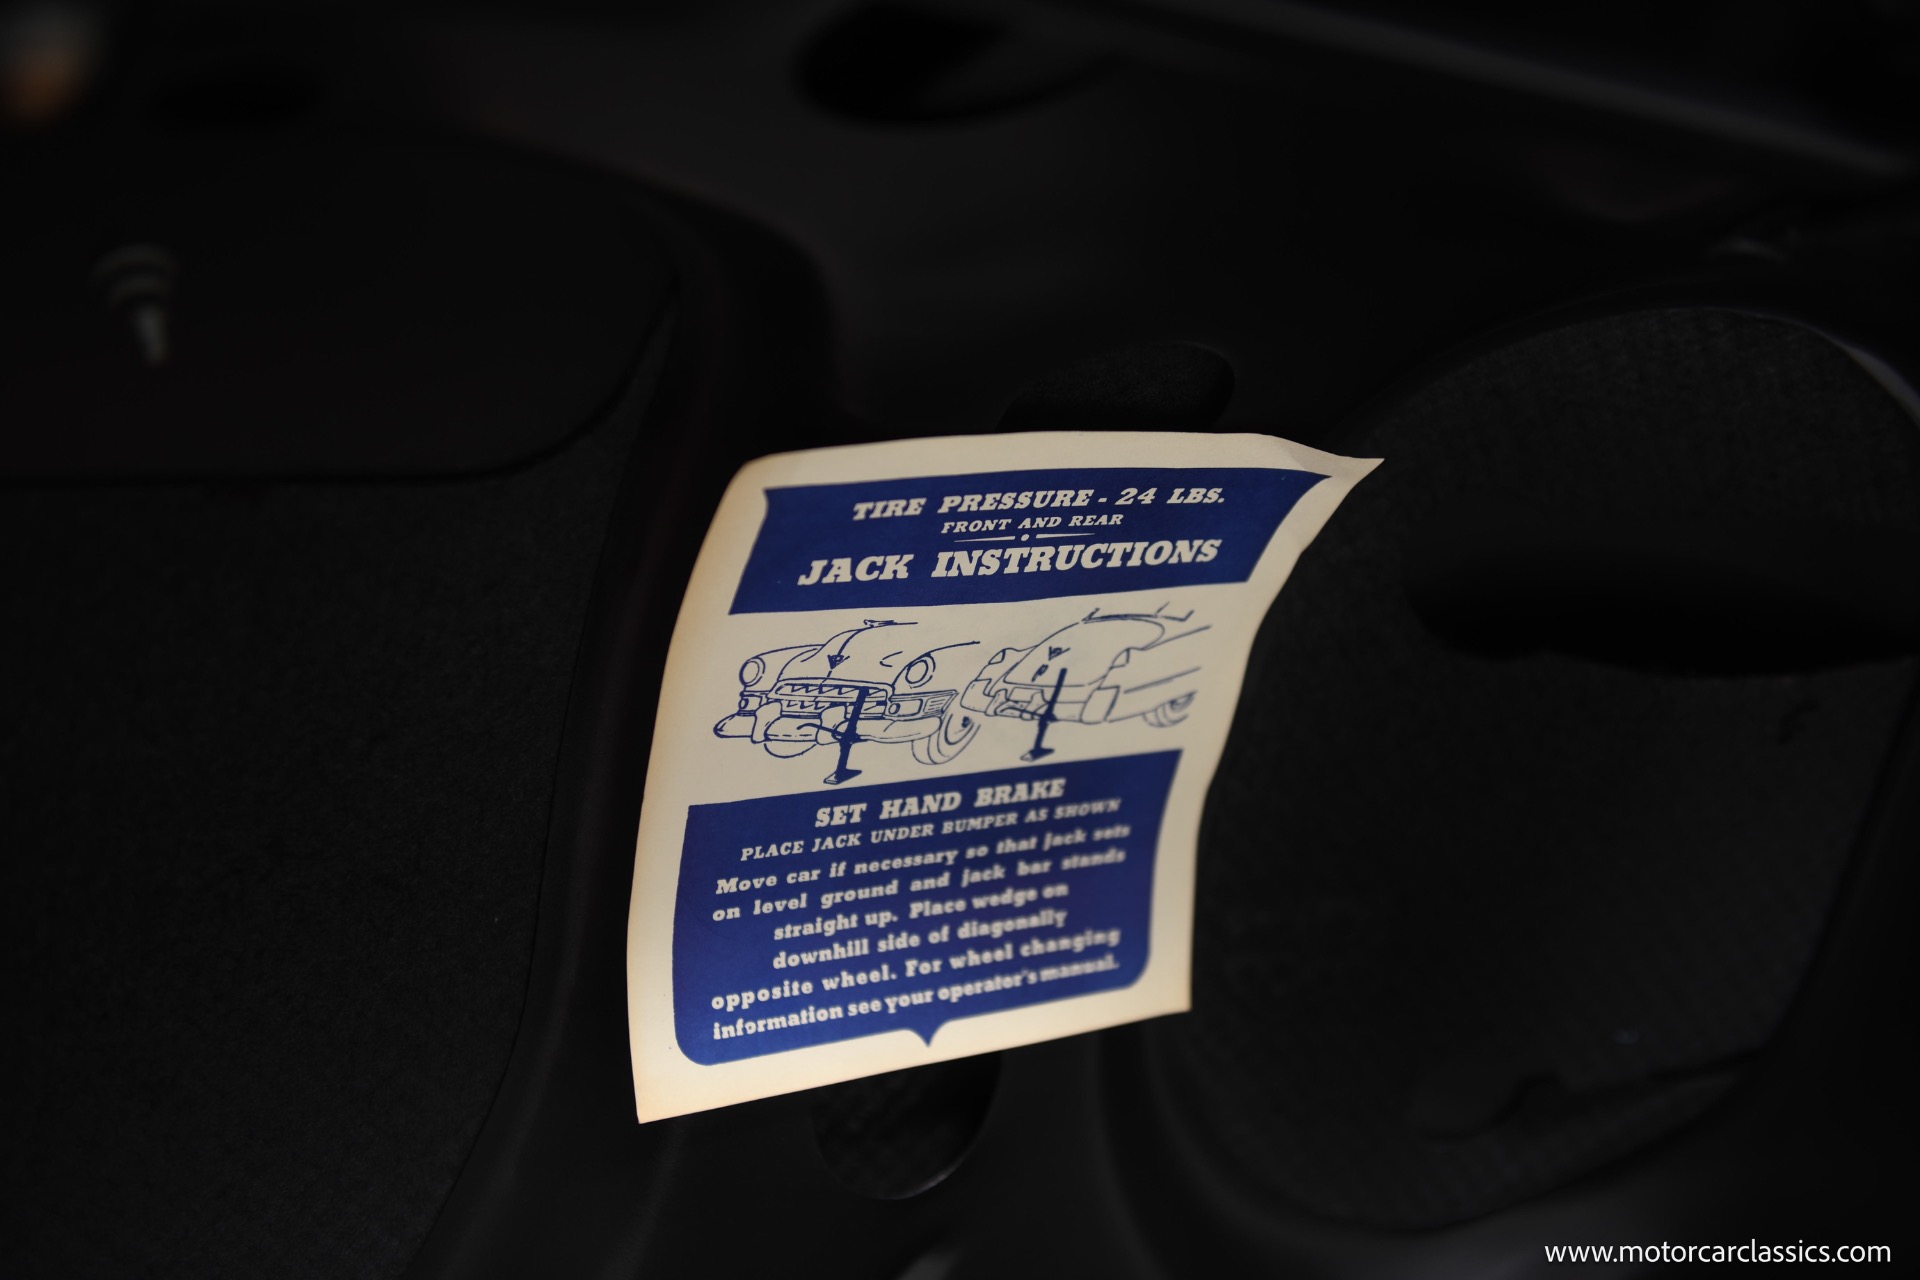 TIRE PRESSURE - 24 LBS.
FRONT AND REAR
JACK INSTRUCTIONS
SET HAND BRAKE
PLACE JACK UNDER BUMPER AS SHOWN
Move car if necessary so that jack sets
on level ground and jack bar stands
straight up. Place wedge on
downhill side of diagonally
opposite wheel. For wheel changing
information see your operator's manual.
www.motorcarclassics.com